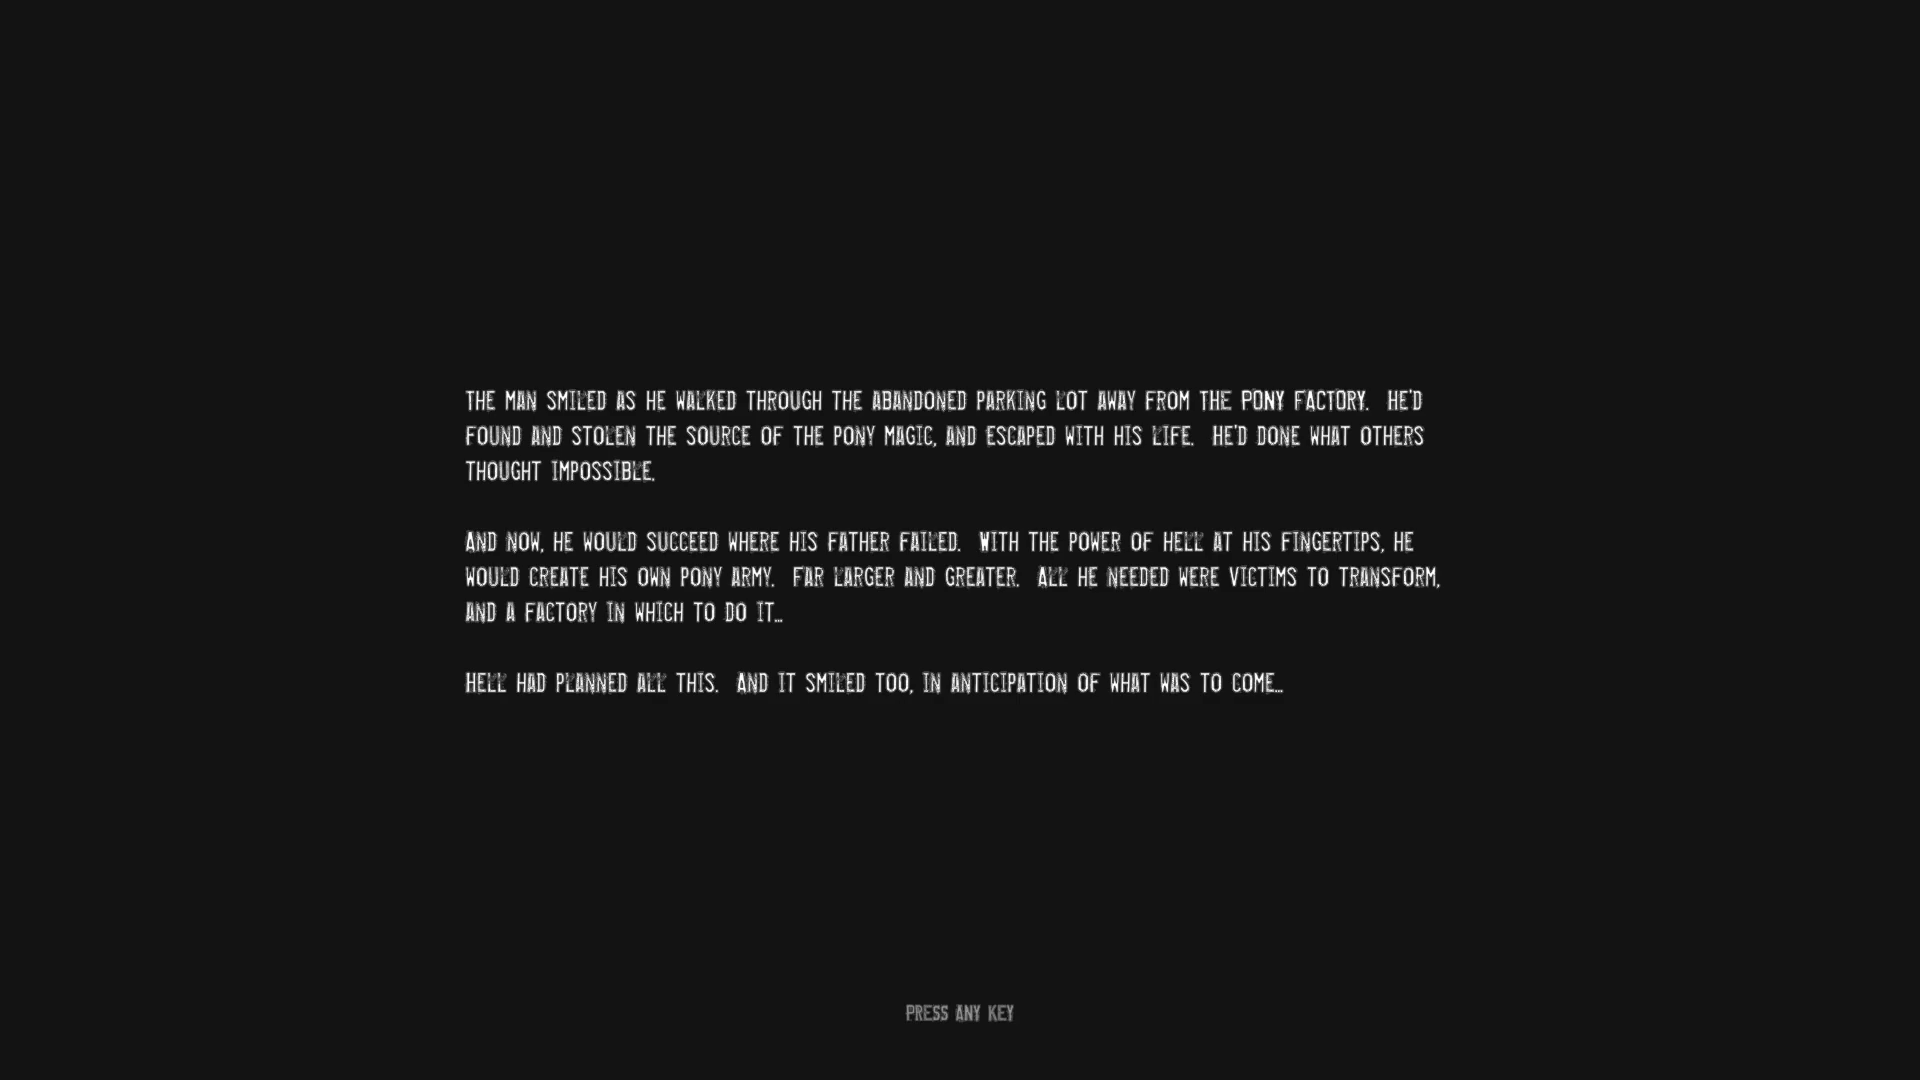 THE MAN SMILED AS HE WALKED THROUGH THE ABANDONED PARKING LOT AWAY FROM THE PONY FACTORY.  HE'D
FOUND AND STOLEN THE SOURCE OF THE PONY MAGIC, AND ESCAPED WITH HIS LIFE.  HE'D DONE WHAT OTHERS
THOUGHT IMPOSSIBLE.
AND NOW, HE WOULD SUCCEED WHERE HIS FATHER FAILED.  WITH THE POWER OF HELL AT HIS FINGERTIPS, HE
WOULD CREATE HIS OWN PONY ARMY.  FAR LARGER AND GREATER.  ALL HE NEEDED WERE VICTIMS TO TRANSFORM,
AND A FACTORY IN WHICH TO DO IT...
HELL HAD PLANNED ALL THIS.  AND IT SMILED TOO, IN ANTICIPATION OF WHAT WAS TO COME...
PRESS ANY KEY